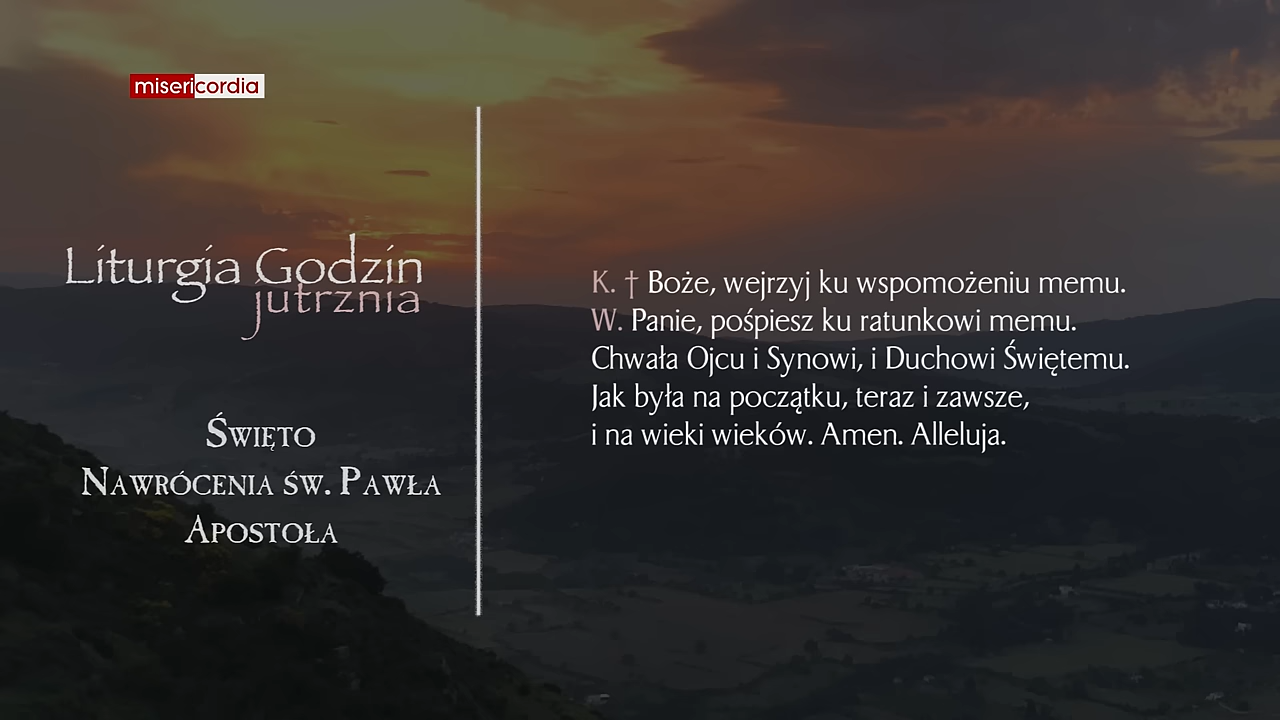 misericordia
Liturgia Godzin
jutrznia
Święto
Nawrócenia św. Pawła
Apostoła
K. † Boże, wejrzyj ku wspomożeniu memu.
W. Panie, pośpiesz ku ratunkowi memu.
Chwała Ojcu i Synowi, i Duchowi Świętemu.
Jak była na początku, teraz i zawsze,
i na wieki wieków. Amen. Alleluja.